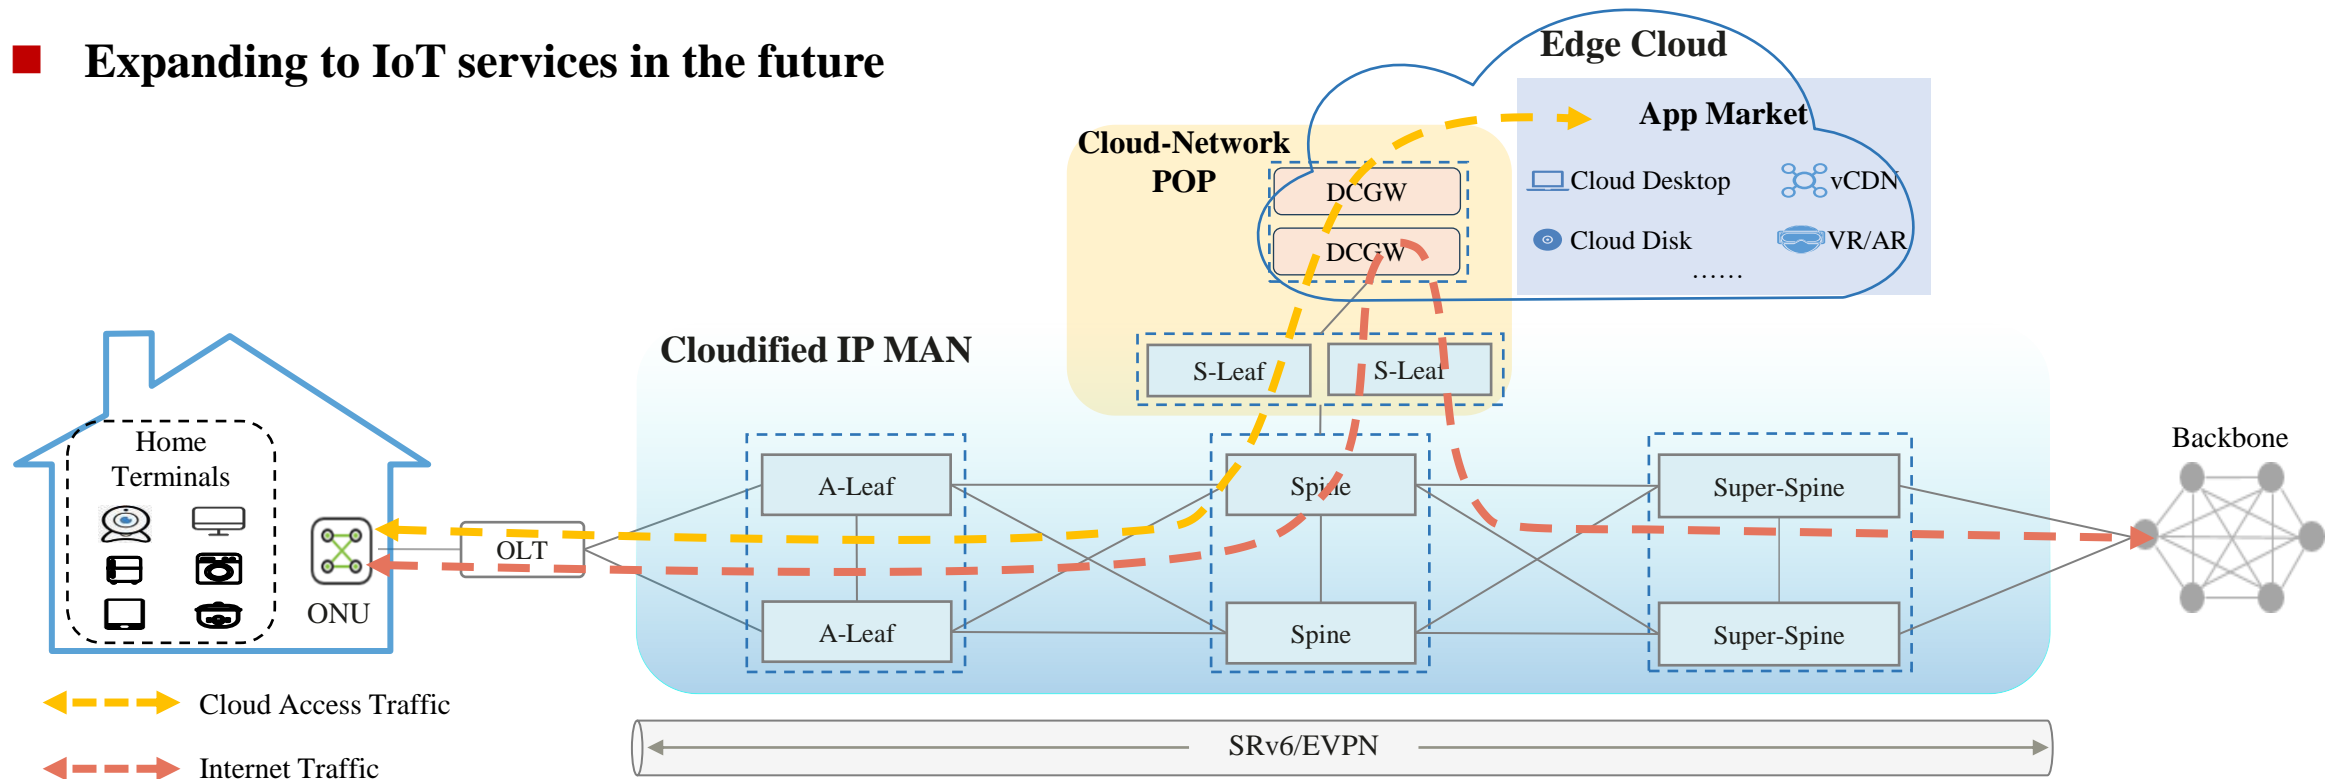 Expanding to IoT services in the future
Edge Cloud
App Market
Cloud-Network
POP
DCGW
Cloud Desktop
vCDN
DCGW
Cloud Disk
VR/AR
……
Cloudified IP MAN
S-Leaf
S-Leaf
Home
Terminals
Backbone
A-Leaf
Spine
Super-Spine
OLT
ONU
A-Leaf
Spine
Super-Spine
Cloud Access Traffic
SRv6/EVPN
Internet Traffic